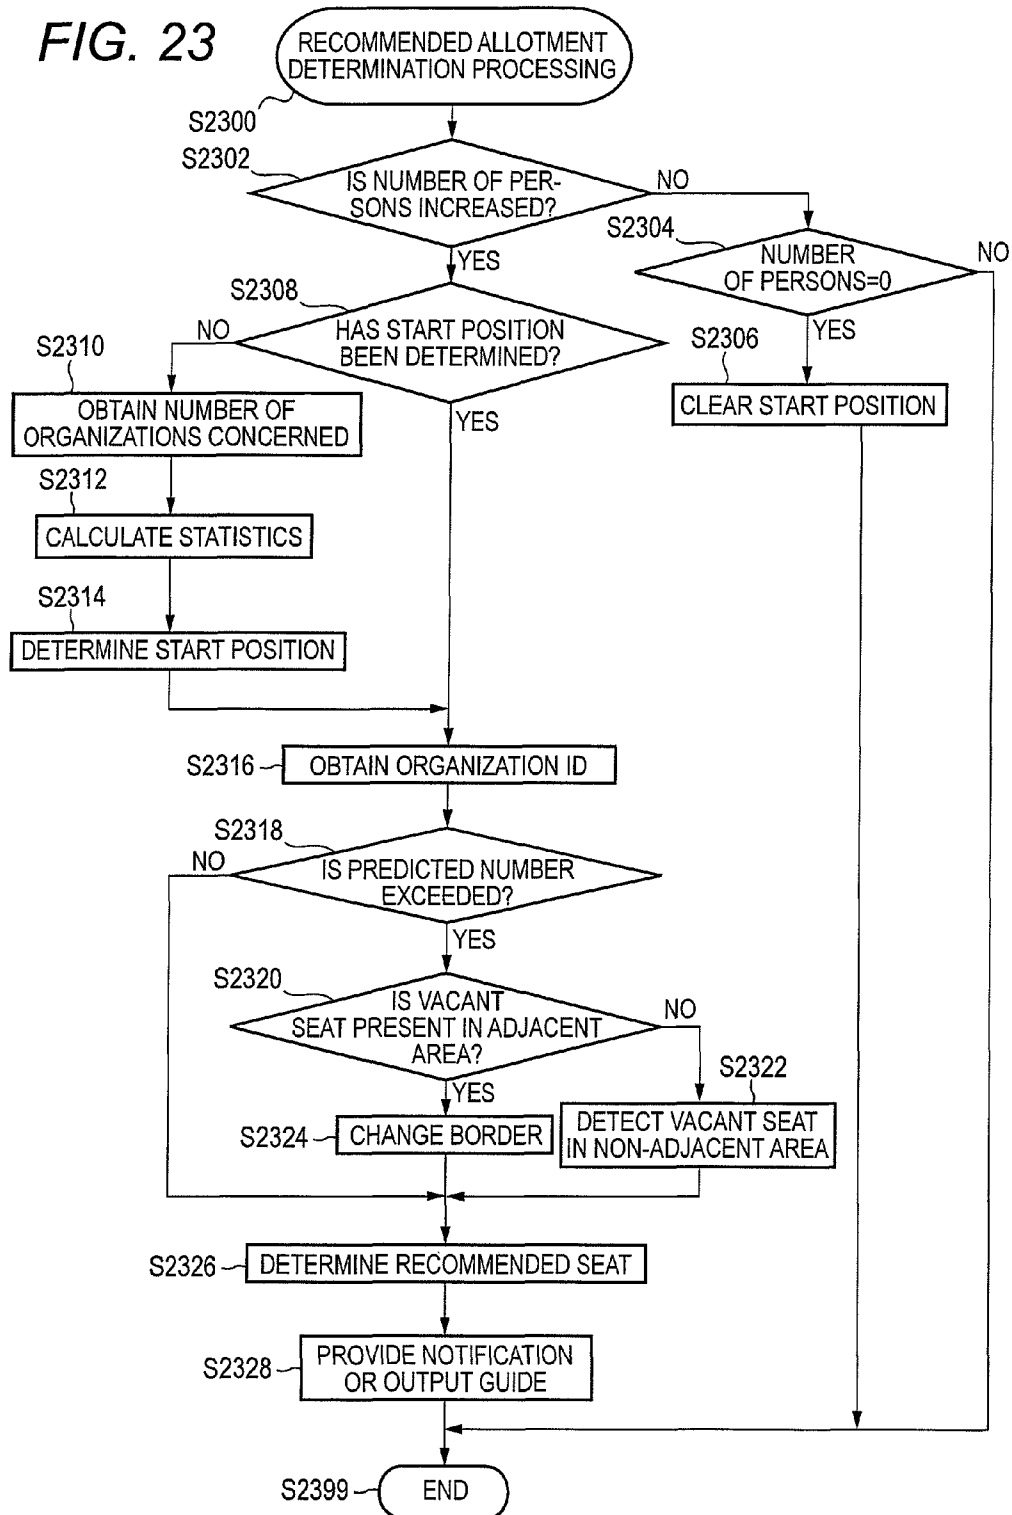 FIG. 23
RECOMMENDED ALLOTMENT
DETERMINATION PROCESSING
S2300
S2302
IS NUMBER OF PER-
SONS INCREASED?
NO
YES
S2304
NUMBER
OF PERSONS=0
NO
YES
S2306
CLEAR START POSITION
S2308
HAS START POSITION
BEEN DETERMINED?
NO
YES
S2310
OBTAIN NUMBER OF
ORGANIZATIONS CONCERNED
S2312
CALCULATE STATISTICS
S2314
DETERMINE START POSITION
S2316
OBTAIN ORGANIZATION ID
S2318
IS PREDICTED NUMBER
EXCEEDED?
NO
YES
S2320
IS VACANT
SEAT PRESENT IN ADJACENT
AREA?
NO
YES
S2322
DETECT VACANT SEAT
IN NON-ADJACENT AREA
S2324
CHANGE BORDER
S2326
DETERMINE RECOMMENDED SEAT
S2328
PROVIDE NOTIFICATION
OR OUTPUT GUIDE
S2399
END